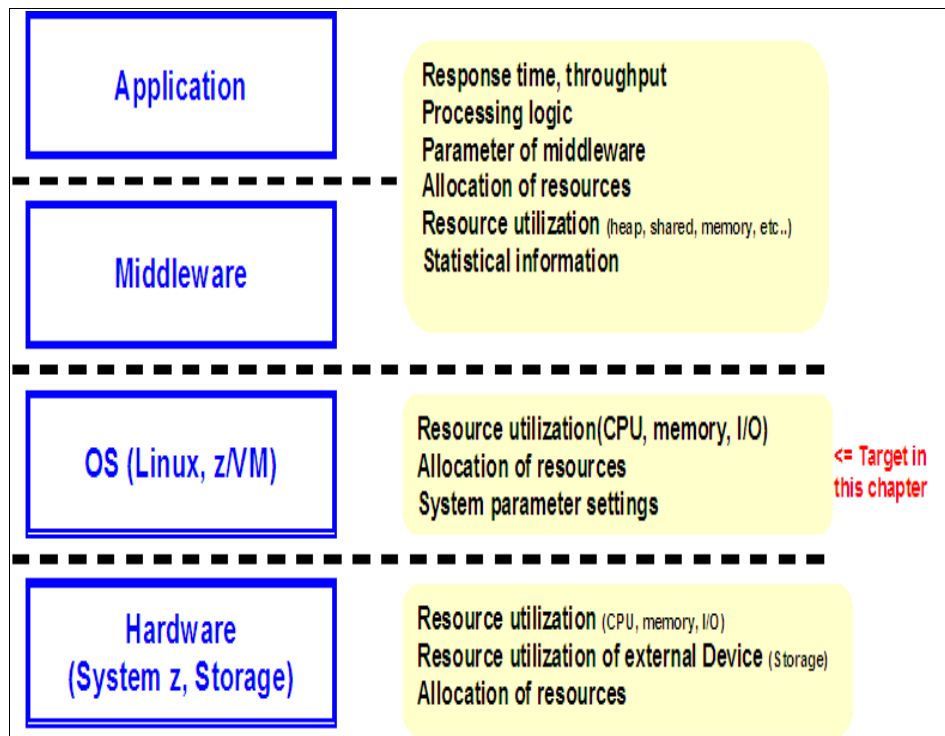 Application
Response time, throughput
Processing logic
Parameter of middleware
Allocation of resources
Resource utilization (heap, shared, memory, etc..)
Statistical information
Middleware
OS (Linux, z/VM)
Resource utilization(CPU, memory, I/O)
Allocation of resources
System parameter settings
<= Target in
this chapter
Hardware
(System z, Storage)
Resource utilization (CPU, memory, I/O)
Resource utilization of external Device (Storage)
Allocation of resources